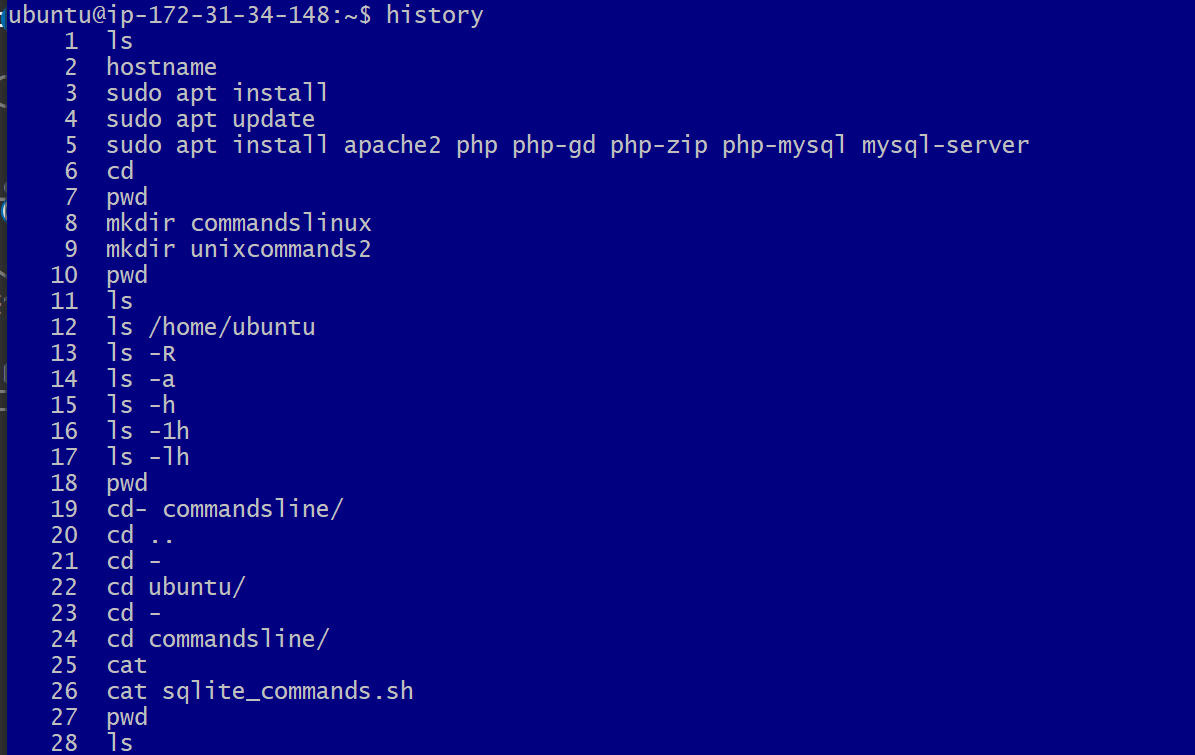 ubuntu@ip-172-31-34-148:~$ history
1 ls
2 hostname
3 sudo apt install
4 sudo apt update
5 sudo apt install apache2 php php-gd php-zip php-mysql mysql-server
6 cd
7 pwd
8 mkdir commandslinux
9 mkdir unixcommands2
10 pwd
11 ls
12 ls /home/ubuntu
13 ls -R
14 ls -a
15 ls -h
16 ls -1h
17 ls -lh
18 pwd
19 cd- commandsline/
20 cd ..
21 cd -
22 cd ubuntu/
23 cd -
24 cd commandsline/
25 cat
26 cat sqlite_commands.sh
27 pwd
28 ls